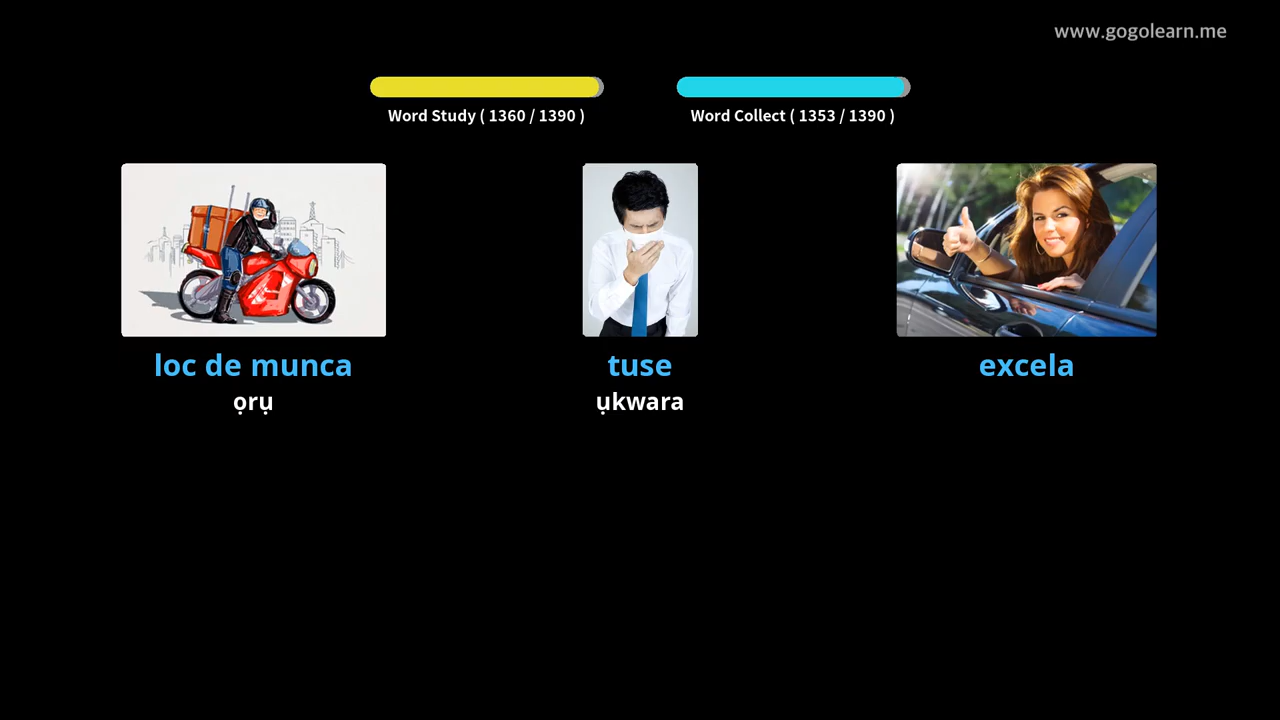 www.gogolearn.me
Word Study ( 1360 / 1390 )
Word Collect ( 1353 / 1390 )
loc de munca
ọrụ
tuse
ụkwara
excela